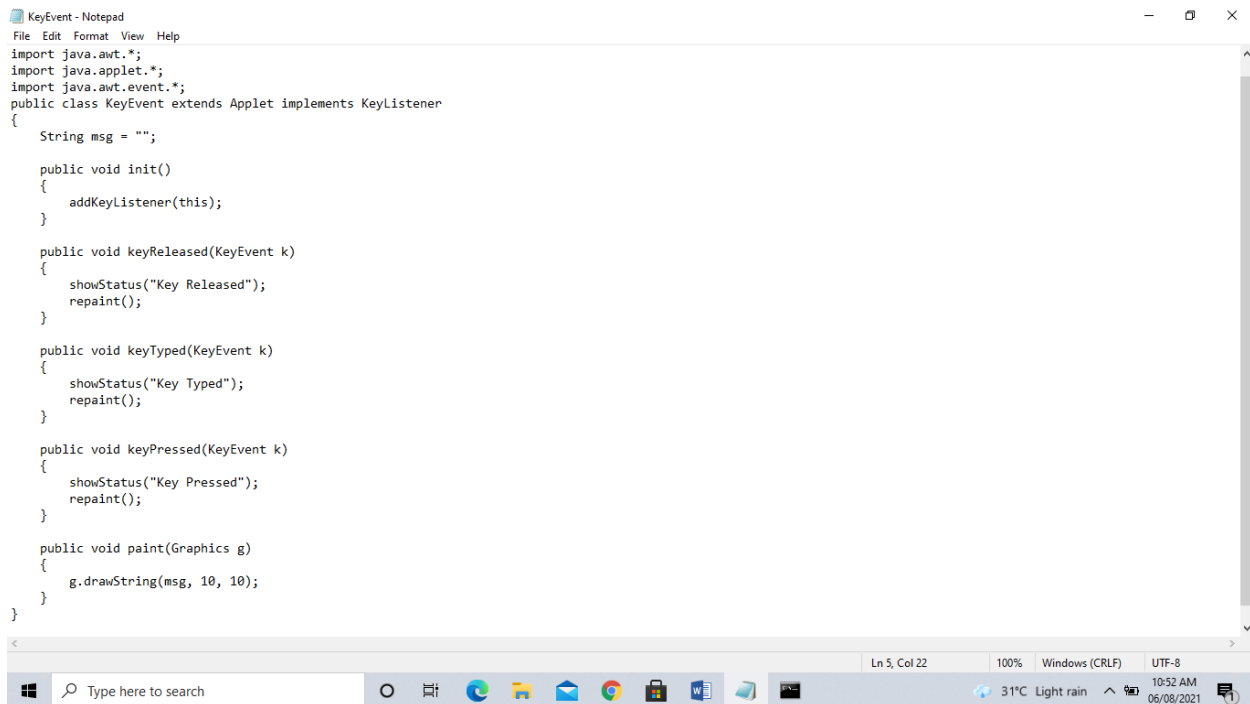 KeyEvent - Notepad
File Edit Format View Help
import java.awt.*;
import java.applet.*;
import java.awt.event.*;
public class KeyEvent extends Applet implements KeyListener
{
    String msg = "";

    public void init()
    {
        addKeyListener(this);
    }

    public void keyReleased(KeyEvent k)
    {
        showStatus("Key Released");
        repaint();
    }

    public void keyTyped(KeyEvent k)
    {
        showStatus("Key Typed");
        repaint();
    }

    public void keyPressed(KeyEvent k)
    {
        showStatus("Key Pressed");
        repaint();
    }

    public void paint(Graphics g)
    {
        g.drawString(msg, 10, 10);
    }
}
Ln 5, Col 22 100% Windows (CRLF) UTF-8
Type here to search
W
31°C Light rain
10:52 AM
06/08/2021
1